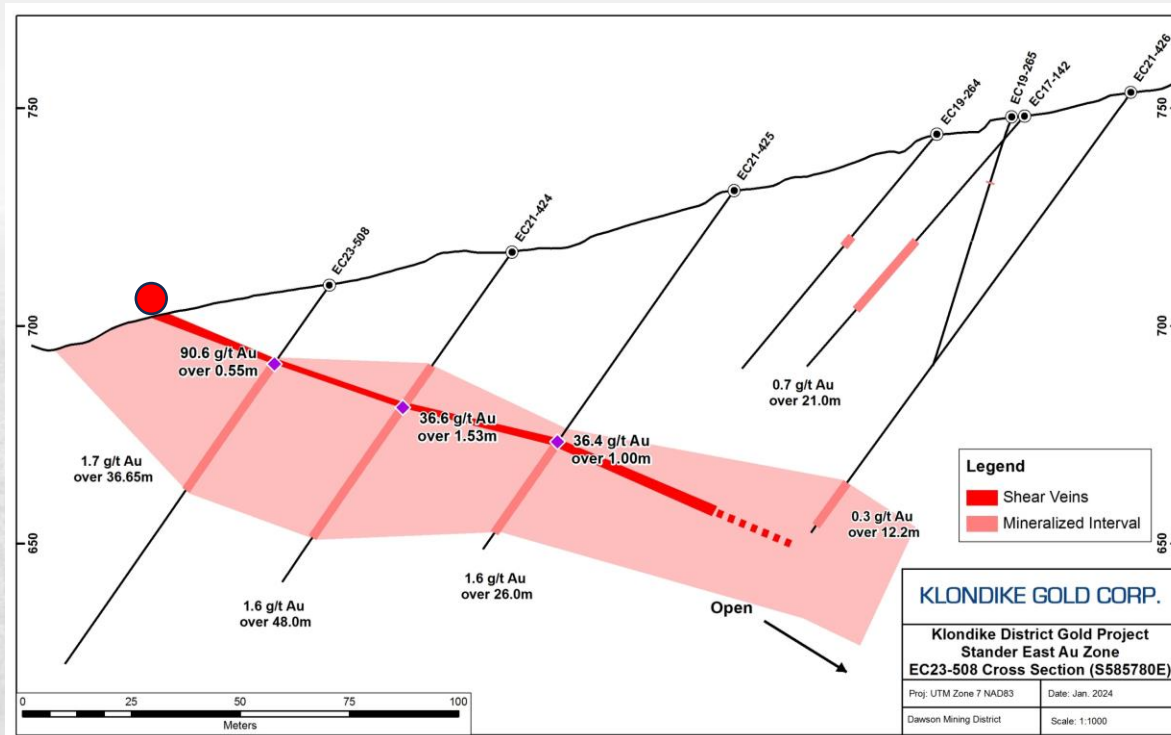 EC21-426
EC19-265
EC17-142
EC19-264
750
750
EC21-425
EC21-424
EC23-508
700
700
90.6 g/t Au
over 0.55m
36.6 g/t Au
over 1.53m
36.4 g/t Au
over 1.00m
0.7 g/t Au
over 21.0m
1.7 g/t Au
over 36.65m
1.6 g/t Au
over 48.0m
1.6 g/t Au
over 26.0m
0.3 g/t Au
over 12.2m
650
650
Legend
Shear Veins
Mineralized Interval
Open
KLONDIKE GOLD CORP.
Klondike District Gold Project
Stander East Au Zone
EC23-508 Cross Section (S585780E)
Proj: UTM Zone 7 NAD83
Date: Jan. 2024
Dawson Mining District
Scale: 1:1000
0 25 50 75 100
Meters